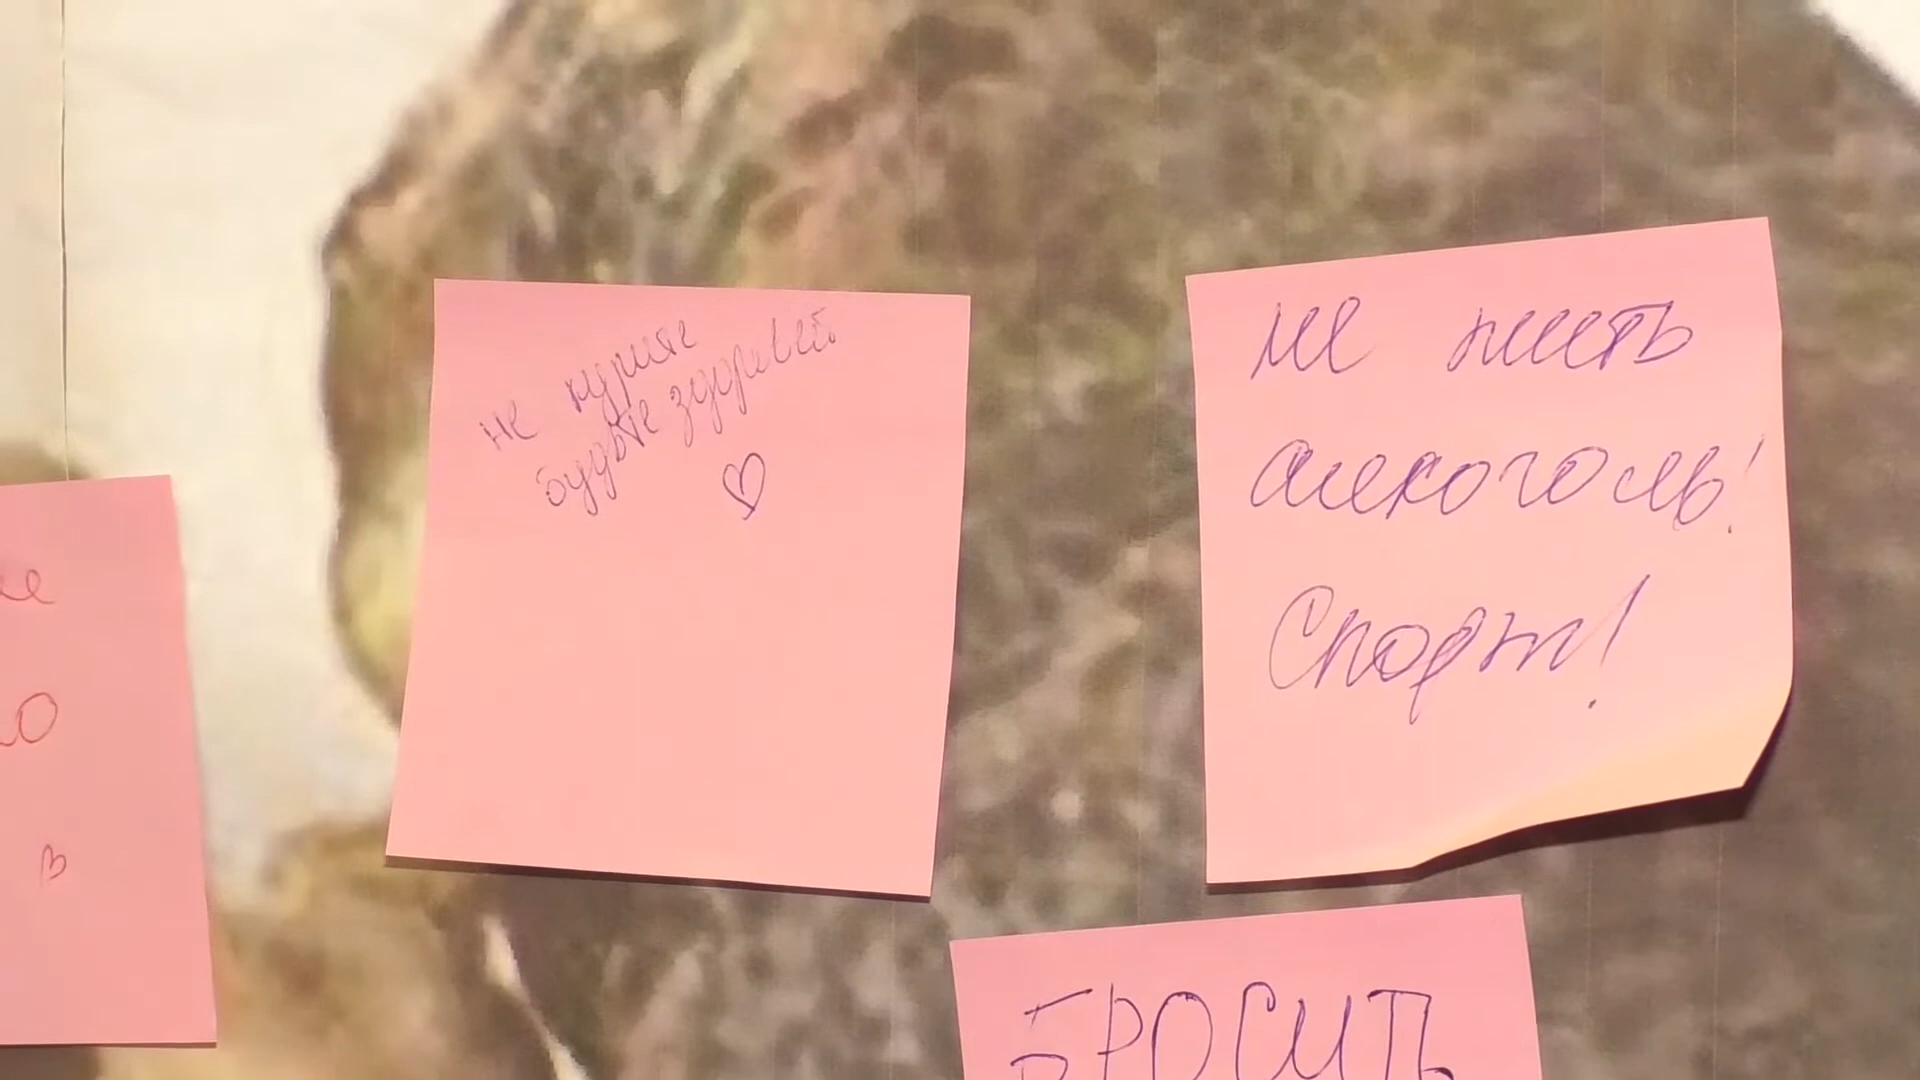 не курите
будьте здоровы
не пить
алкоголь!
Спорт!
БРОСИТЬ